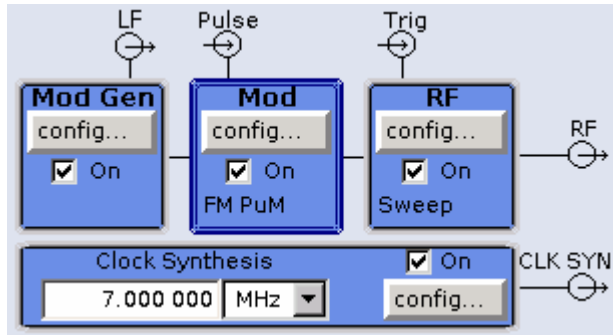 LF Pulse Trig
Mod Gen Mod RF
config... config... config...
RF
On On On
FM PuM Sweep
Clock Synthesis On CLK SYN
7.000 000 MHz config...